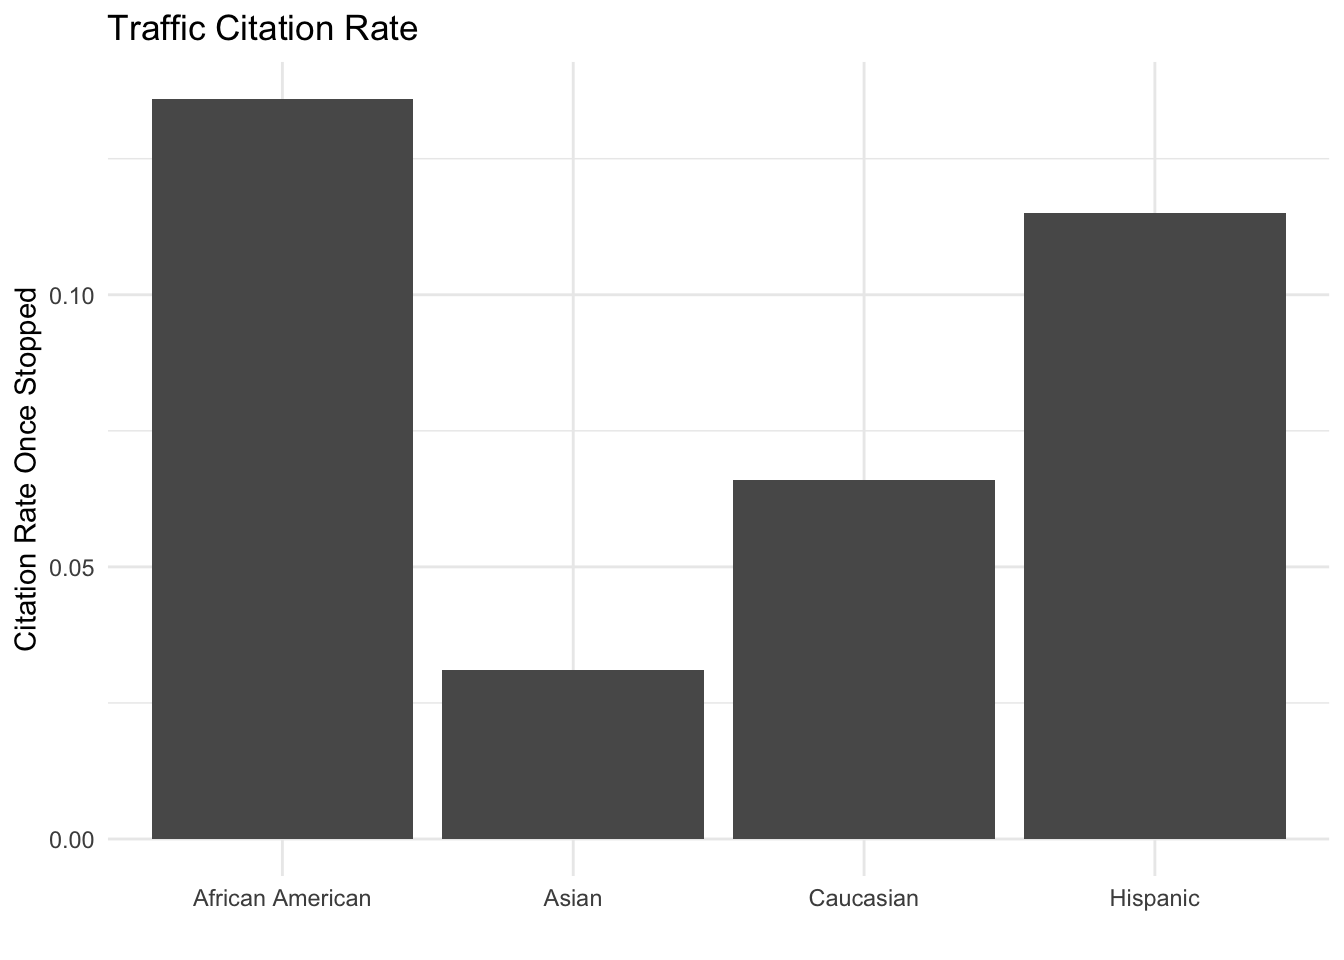 Traffic Citation Rate
Citation Rate Once Stopped
0.10
0.05
0.00
African American
Asian
Caucasian
Hispanic